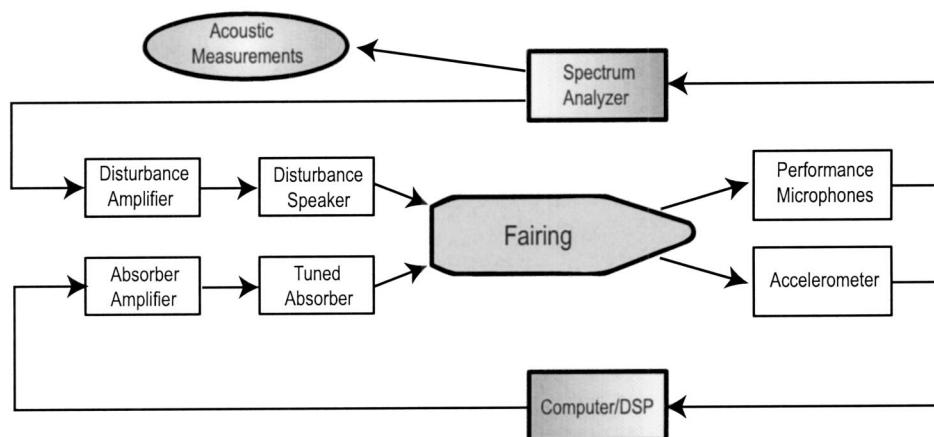 Acoustic
Measurements
Spectrum
Analyzer
Disturbance
Amplifier
Disturbance
Speaker
Performance
Microphones
Fairing
Absorber
Amplifier
Tuned
Absorber
Accelerometer
Computer/DSP